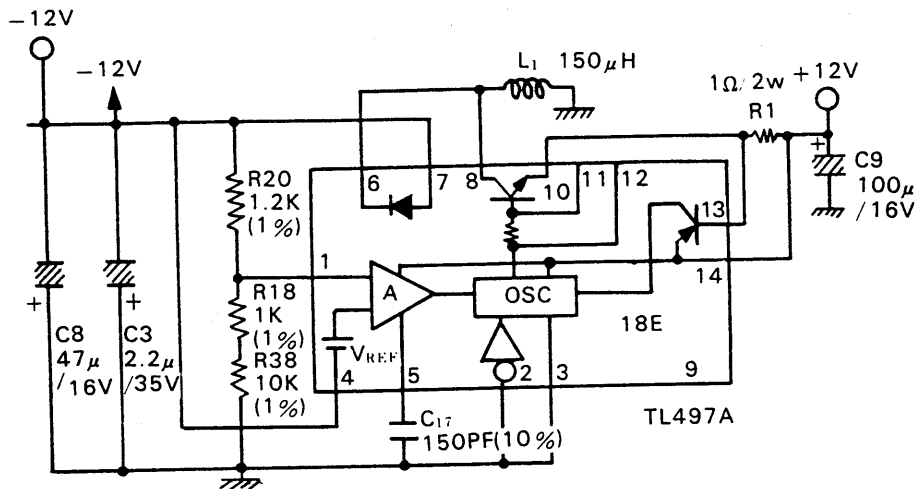 −12V
−12V
L₁ 150μH
1Ω/2w
R1
+12V
+
C9
100μ
/16V
6
7
8
10
11
12
13
14
R20
1.2K
(1%)
1
A
OSC
18E
R18
1K
(1%)
R38
10K
(1%)
VREF
4
5
2
3
9
+
C8
47μ
/16V
+
C3
2.2μ
/35V
C17
150PF(10%)
TL497A